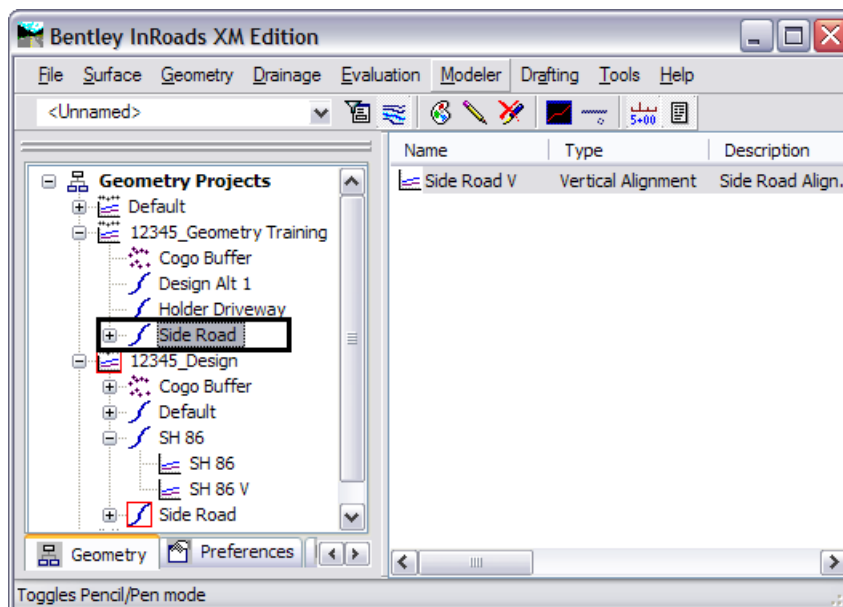 Bentley InRoads XM Edition
File Surface Geometry Drainage Evaluation Modeler Drafting Tools Help
<Unnamed>
5+00
Name Type Description
Side Road V Vertical Alignment Side Road Align.
Geometry Projects
Default
12345_Geometry Training
Cogo Buffer
Design Alt 1
Holder Driveway
Side Road
12345_Design
Cogo Buffer
Default
SH 86
SH 86
SH 86 V
Side Road
Geometry Preferences
Toggles Pencil/Pen mode